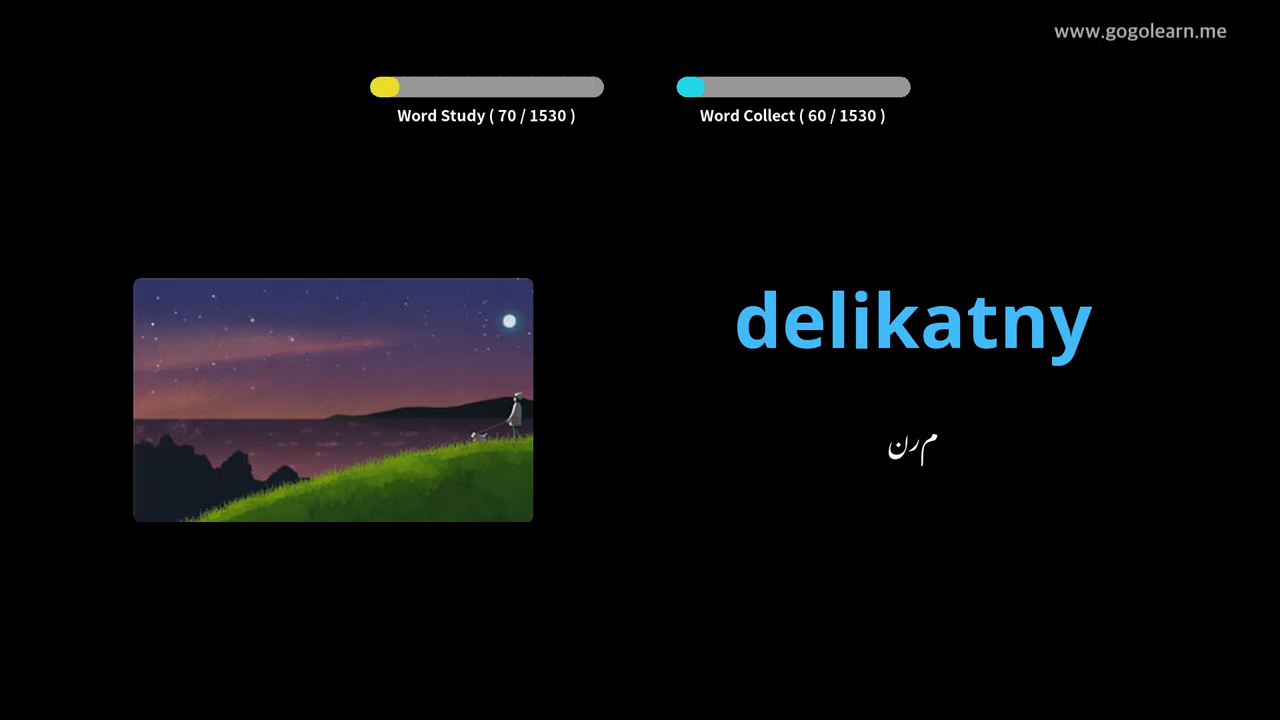 www.gogolearn.me
Word Study ( 70 / 1530 )
Word Collect ( 60 / 1530 )
delikatny
مرن